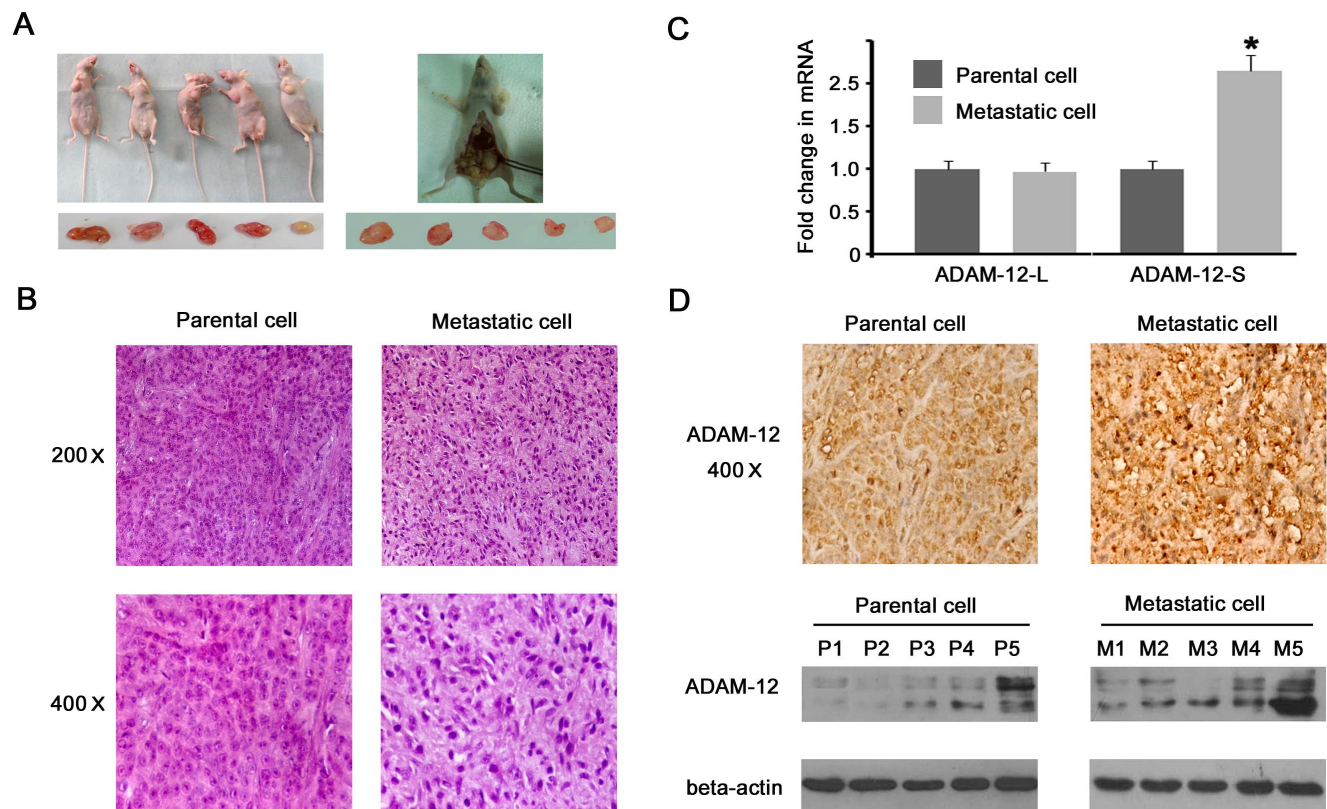 A
B
Parental cell Metastatic cell
200 X
400 X
C
Fold change in mRNA
2.5
1.5
1.0
0.5
0
Parental cell
Metastatic cell
*
ADAM-12-L ADAM-12-S
D
Parental cell Metastatic cell
ADAM-12
400 X
Parental cell Metastatic cell
P1 P2 P3 P4 P5 M1 M2 M3 M4 M5
ADAM-12
beta-actin